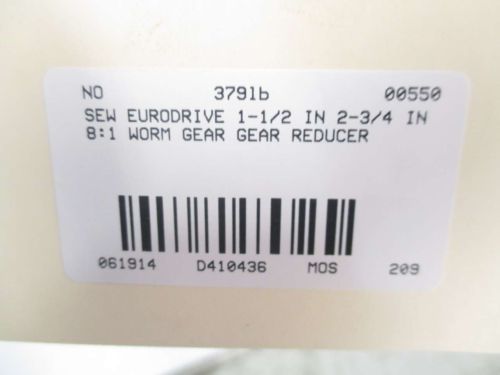 NO 379lb 00550
SEW EURODRIVE 1-1/2 IN 2-3/4 IN
8:1 WORM GEAR GEAR REDUCER
061914 D410436 MOS 209